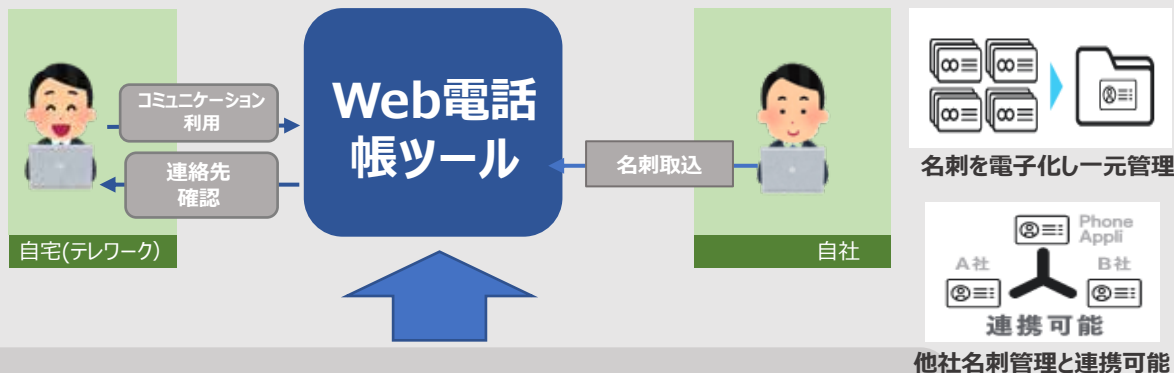 コミュニケーション
利用
連絡先
確認
自宅(テレワーク)
Web電話
帳ツール
名刺取込
自社
名刺を電子化し一元管理
Phone
Appli
A社
B社
連携可能
他社名刺管理と連携可能